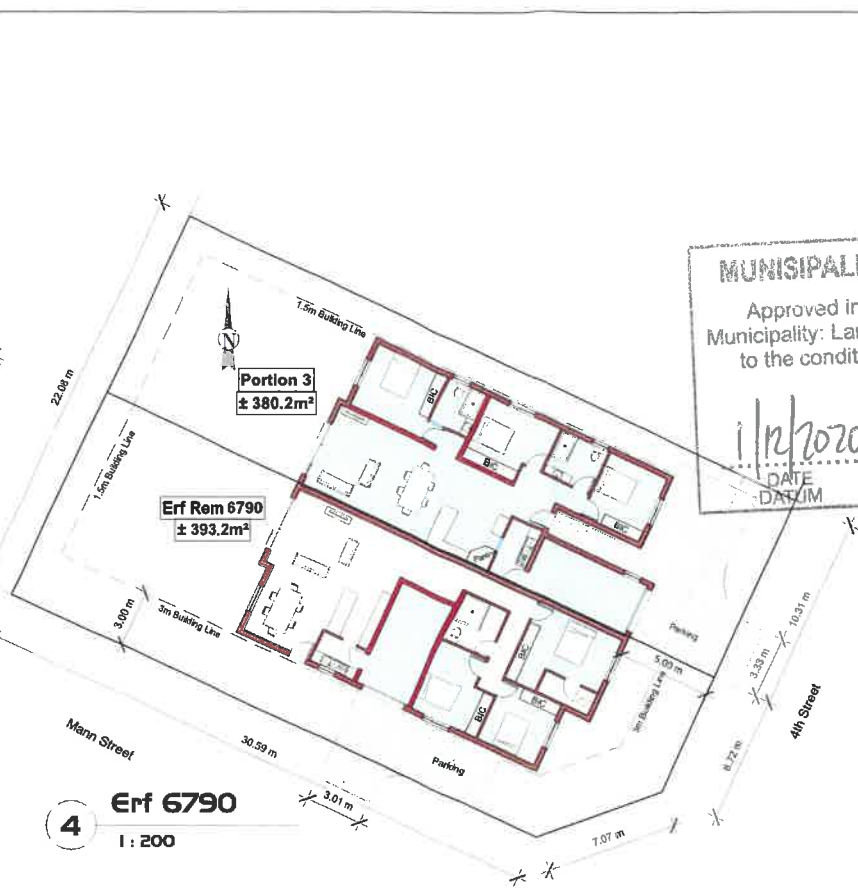 MUNISIPALI
Approved in
Municipality: Lar
to the condit
1/12/2020
DATE
DATUM
22.08 m
1.5m Building Line
N
Portion 3
± 380.2m²
1.5m Building Line
Erf Rem 6790
± 393.2m²
BIC
BIC
BIC
3.00 m
3m Building Line
Parking
10.31 m
3.33 m
5.00 m
3m Building Line
BIC
BIC
BIC
4th Street
8.72 m
Mann Street
30.59 m
Parking
3.01 m
7.07 m
4
Erf 6790
1 : 200